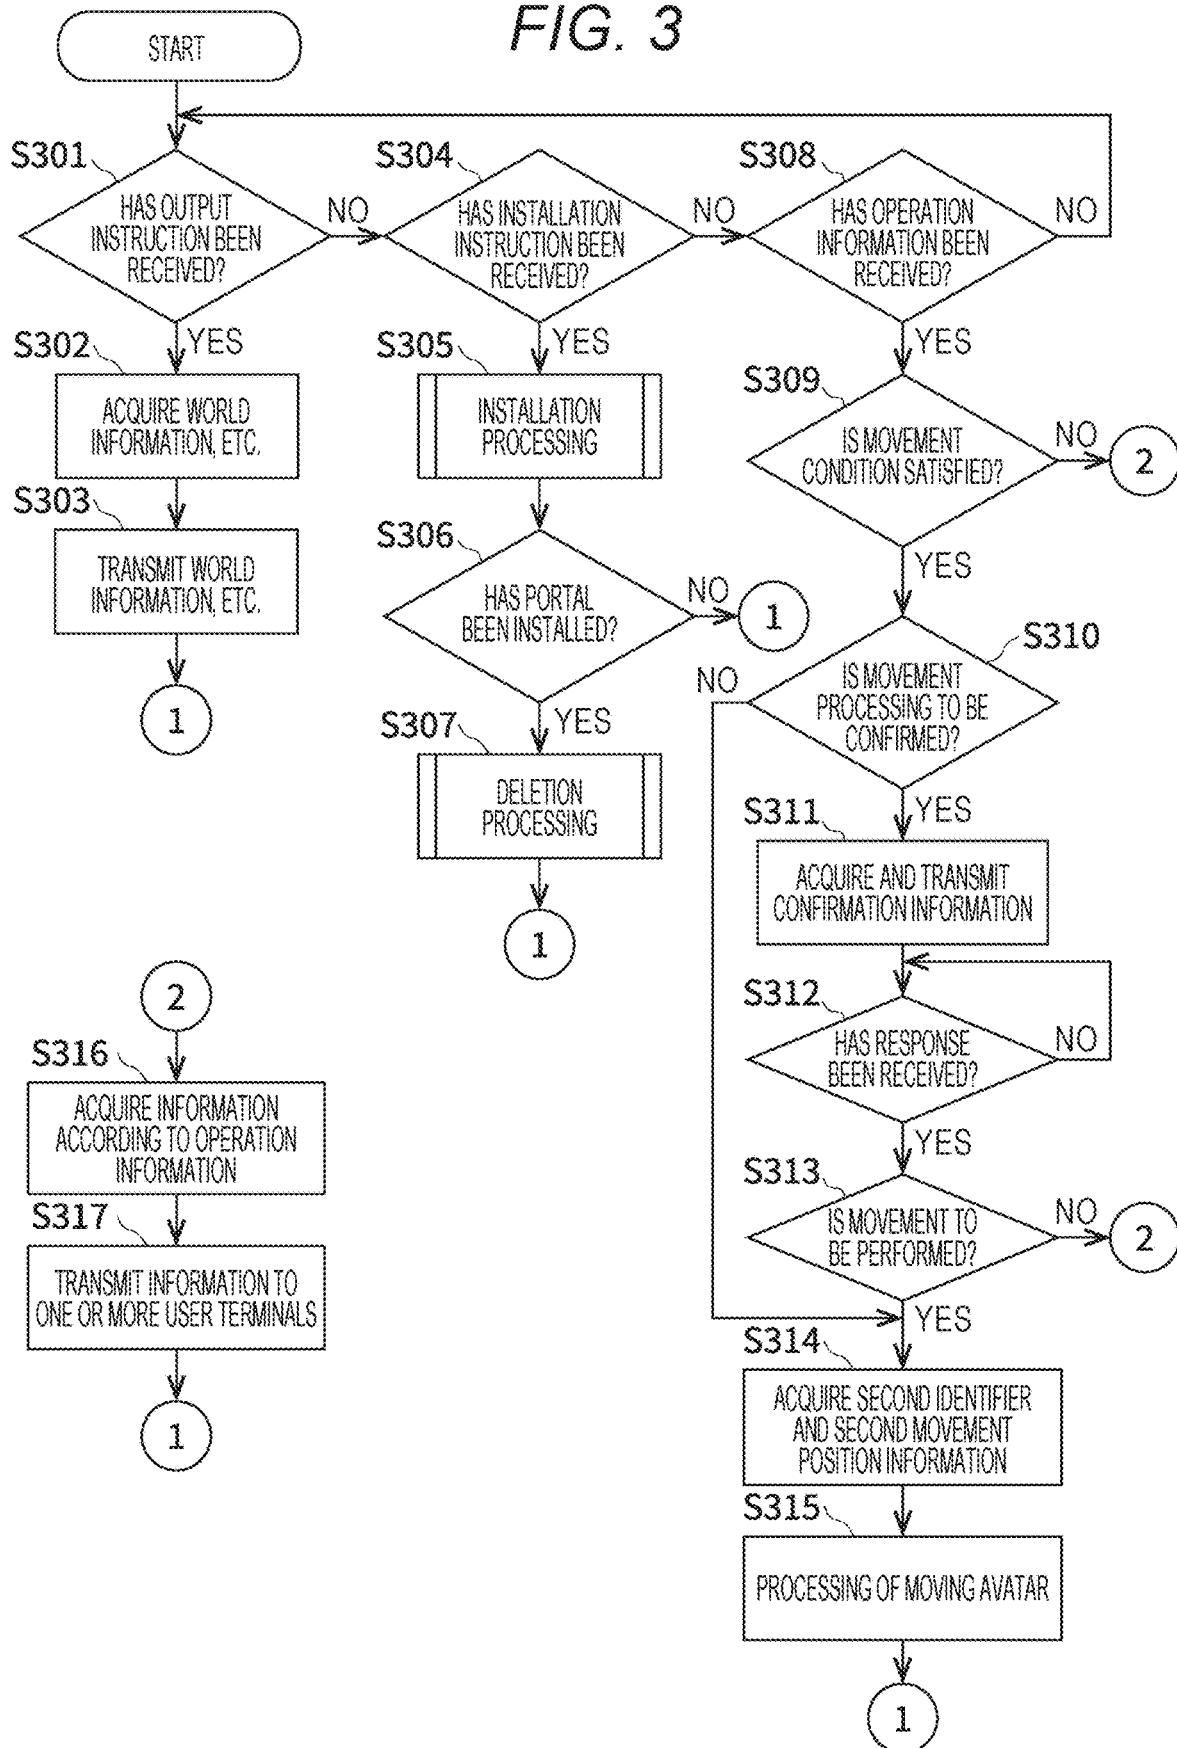 FIG. 3
START
S301
HAS OUTPUT
INSTRUCTION BEEN
RECEIVED?
NO
YES
S302
ACQUIRE WORLD
INFORMATION, ETC.
S303
TRANSMIT WORLD
INFORMATION, ETC.
1
S304
HAS INSTALLATION
INSTRUCTION BEEN
RECEIVED?
NO
YES
S305
INSTALLATION
PROCESSING
S306
HAS PORTAL
BEEN INSTALLED?
NO
1
YES
S307
DELETION
PROCESSING
1
S308
HAS OPERATION
INFORMATION BEEN
RECEIVED?
NO
YES
S309
IS MOVEMENT
CONDITION SATISFIED?
NO
2
YES
S310
IS MOVEMENT
PROCESSING TO BE
CONFIRMED?
NO
YES
S311
ACQUIRE AND TRANSMIT
CONFIRMATION INFORMATION
S312
HAS RESPONSE
BEEN RECEIVED?
NO
YES
S313
IS MOVEMENT TO
BE PERFORMED?
NO
2
YES
S314
ACQUIRE SECOND IDENTIFIER
AND SECOND MOVEMENT
POSITION INFORMATION
S315
PROCESSING OF MOVING AVATAR
1
2
S316
ACQUIRE INFORMATION
ACCORDING TO OPERATION
INFORMATION
S317
TRANSMIT INFORMATION TO
ONE OR MORE USER TERMINALS
1